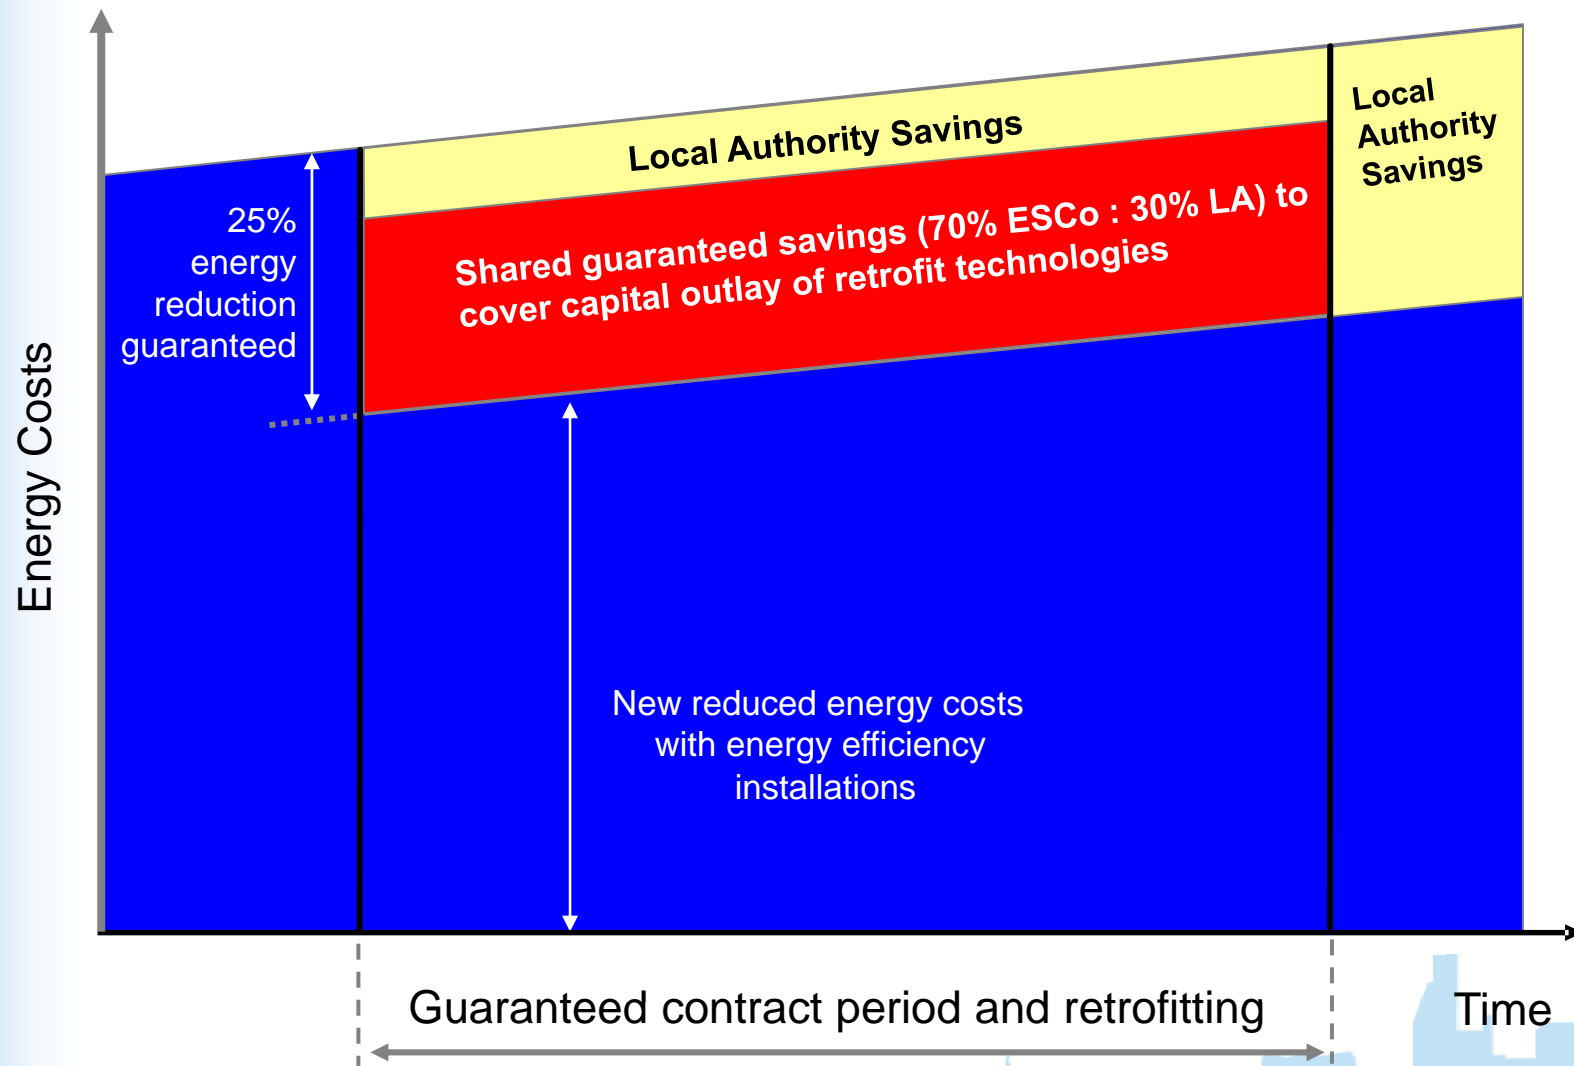 Energy Costs
25%
energy
reduction
guaranteed
Local Authority Savings
Shared guaranteed savings (70% ESCo : 30% LA) to
cover capital outlay of retrofit technologies
Local
Authority
Savings
New reduced energy costs
with energy efficiency
installations
Guaranteed contract period and retrofitting
Time